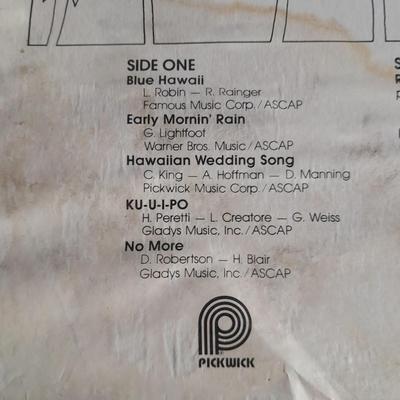 SIDE ONE
Blue Hawaii
L. Robin — R. Rainger
Famous Music Corp./ASCAP
Early Mornin' Rain
G. Lightfoot
Warner Bros. Music/ASCAP
Hawaiian Wedding Song
C. King — A. Hoffman — D. Manning
Pickwick Music Corp./ASCAP
KU-U-I-PO
H. Peretti — L. Creatore — G. Weiss
Gladys Music, Inc./ASCAP
No More
D. Robertson — H. Blair
Gladys Music, Inc./ASCAP
PICKWICK